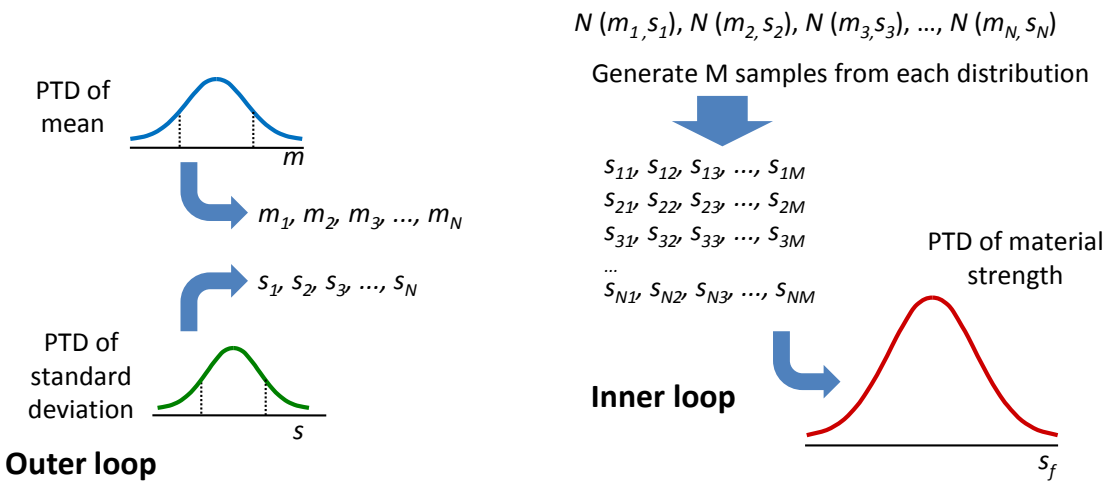 PTD of
mean
m
m1, m2, m3, ..., mN
s1, s2, s3, ..., sN
PTD of
standard
deviation
s
Outer loop
N (m1,s1), N (m2,s2), N (m3,s3), ..., N (mN,sN)
Generate M samples from each distribution
s11, s12, s13, ..., s1M
s21, s22, s23, ..., s2M
s31, s32, s33, ..., s3M
...
sN1, sN2, sN3, ..., sNM
PTD of material
strength
Inner loop
sf